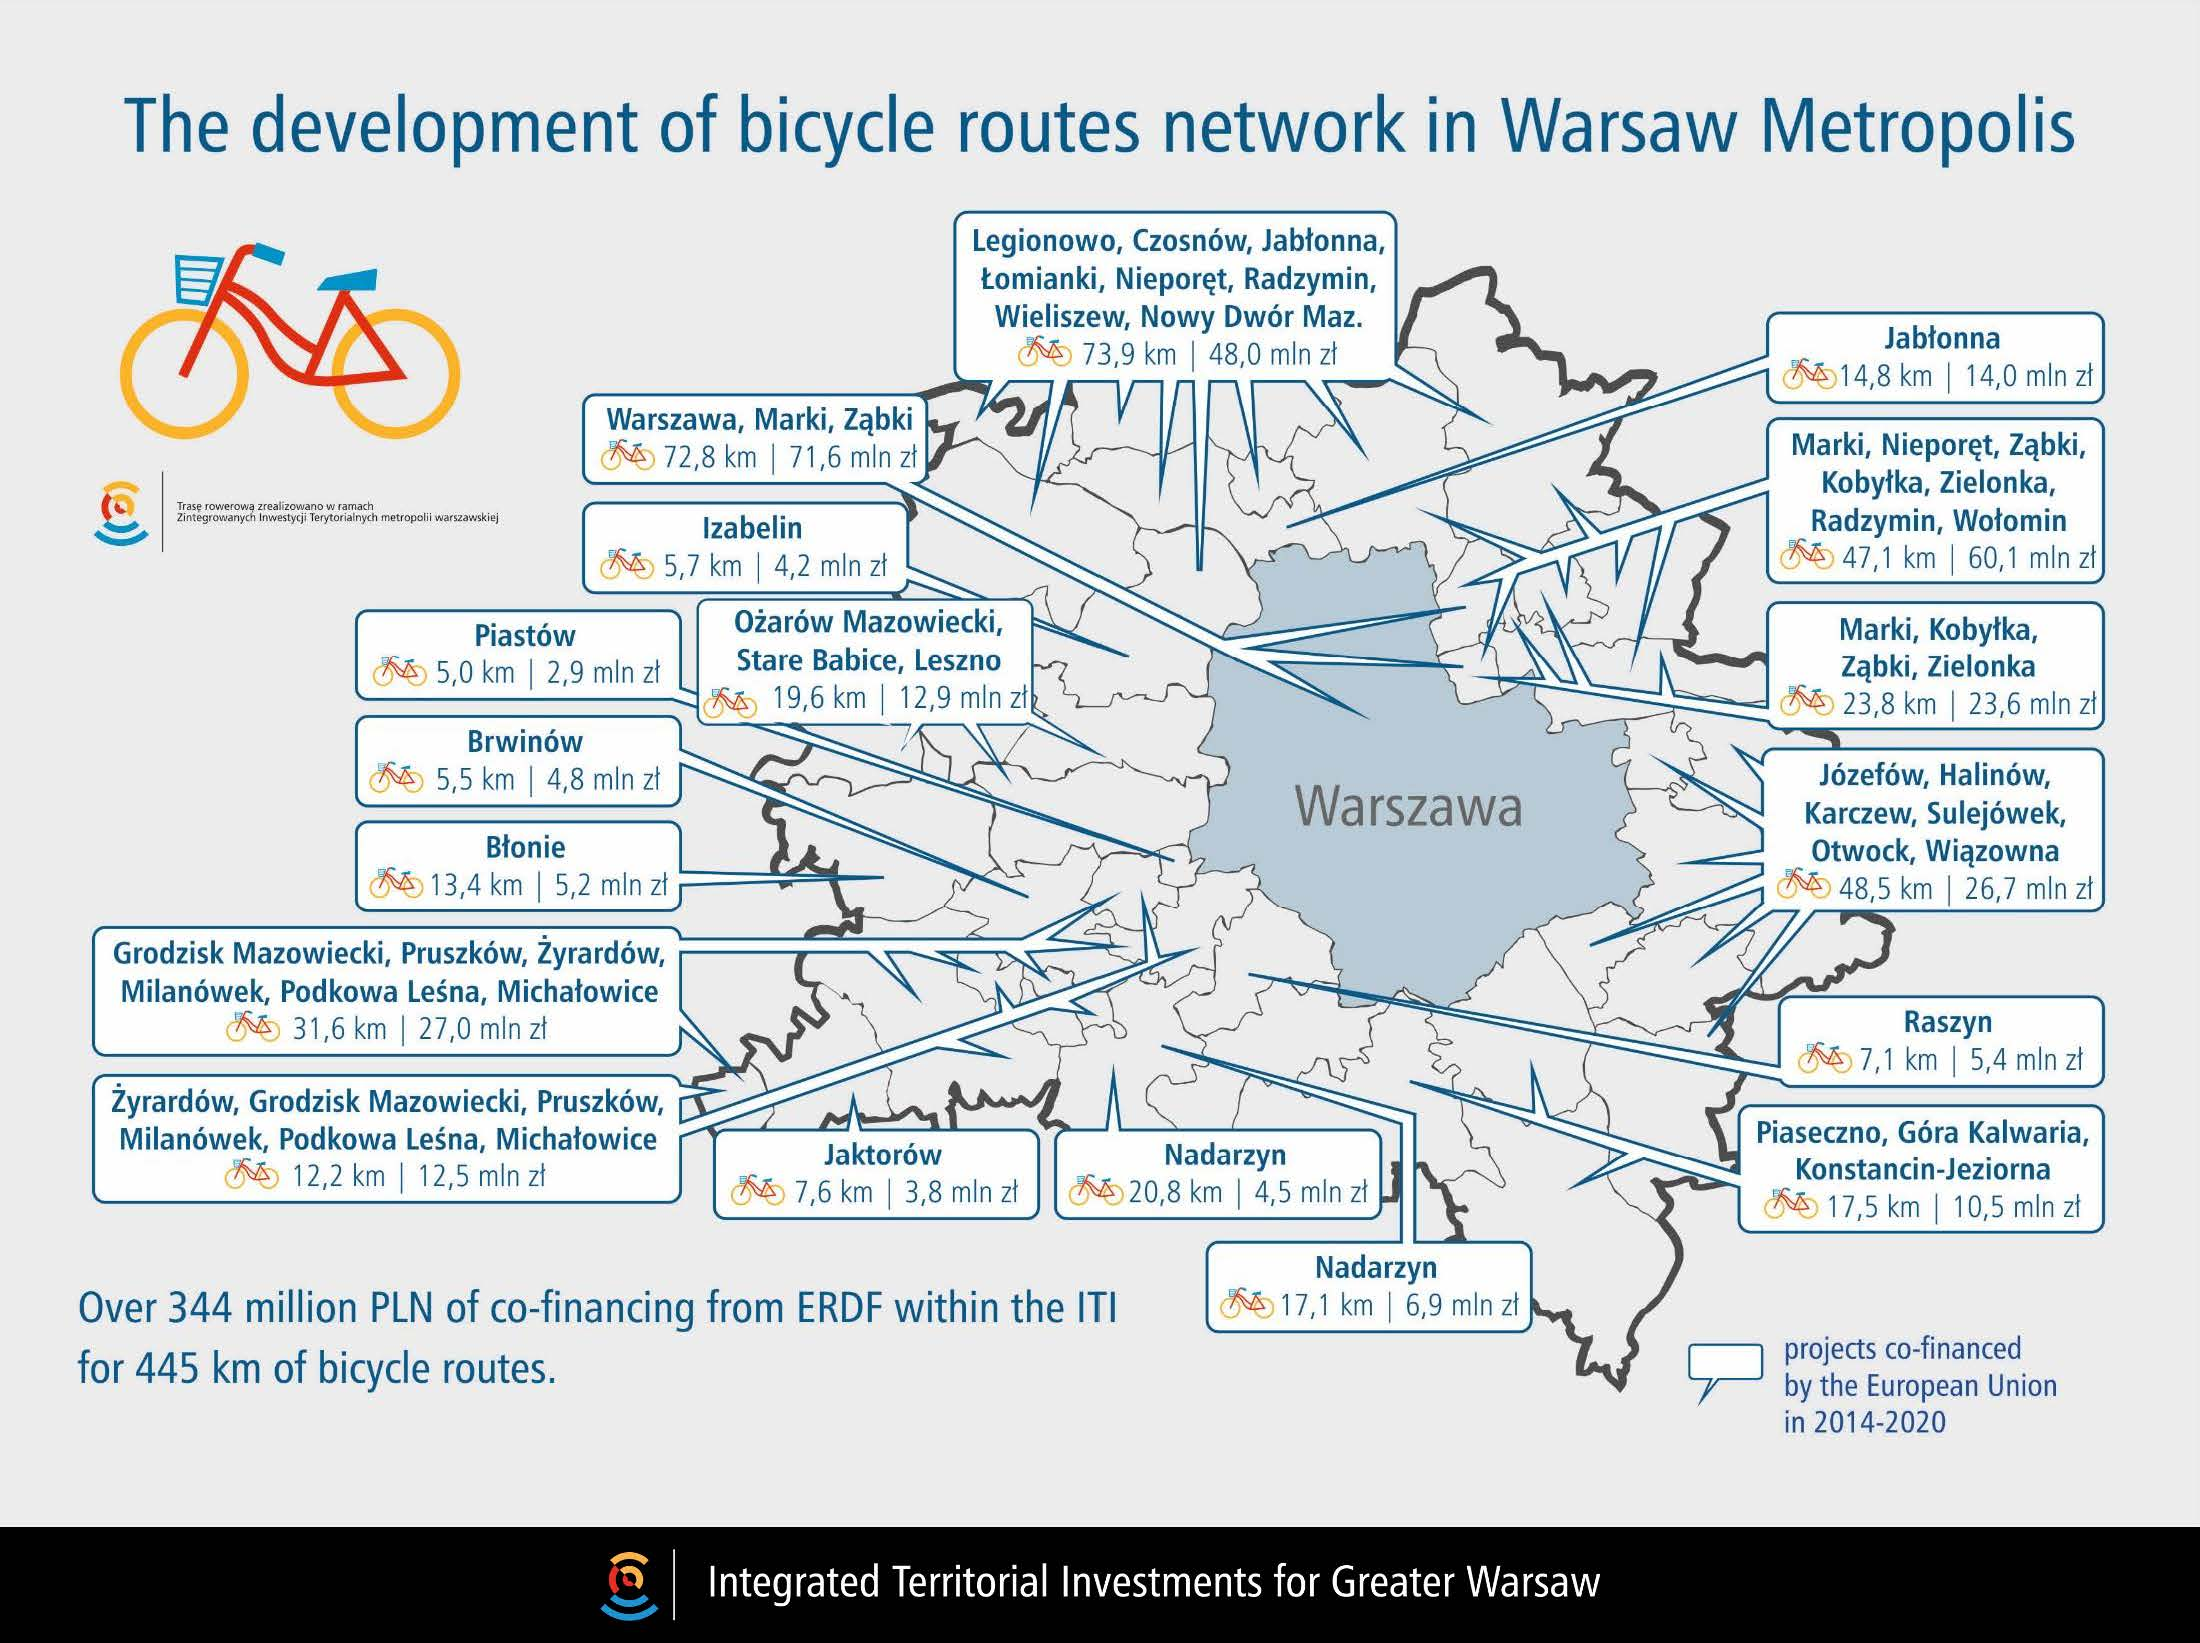 The development of bicycle routes network in Warsaw Metropolis
Trasę rowerową zrealizowano w ramach
Zintegrowanych Inwestycji Terytorialnych metropolii warszawskiej
Legionowo, Czosnów, Jabłonna,
Łomianki, Nieporęt, Radzymin,
Wieliszew, Nowy Dwór Maz.
73,9 km | 48,0 mln zł
Warszawa, Marki, Ząbki
72,8 km | 71,6 mln zł
Izabelin
5,7 km | 4,2 mln zł
Piastów
5,0 km | 2,9 mln zł
Ożarów Mazowiecki,
Stare Babice, Leszno
19,6 km | 12,9 mln zł
Brwinów
5,5 km | 4,8 mln zł
Błonie
13,4 km | 5,2 mln zł
Grodzisk Mazowiecki, Pruszków, Żyrardów,
Milanówek, Podkowa Leśna, Michałowice
31,6 km | 27,0 mln zł
Żyrardów, Grodzisk Mazowiecki, Pruszków,
Milanówek, Podkowa Leśna, Michałowice
12,2 km | 12,5 mln zł
Jaktorów
7,6 km | 3,8 mln zł
Nadarzyn
20,8 km | 4,5 mln zł
Nadarzyn
17,1 km | 6,9 mln zł
Warszawa
Jabłonna
14,8 km | 14,0 mln zł
Marki, Nieporęt, Ząbki,
Kobyłka, Zielonka,
Radzymin, Wołomin
47,1 km | 60,1 mln zł
Marki, Kobyłka,
Ząbki, Zielonka
23,8 km | 23,6 mln zł
Józefów, Halinów,
Karczew, Sulejówek,
Otwock, Wiązowna
48,5 km | 26,7 mln zł
Raszyn
7,1 km | 5,4 mln zł
Piaseczno, Góra Kalwaria,
Konstancin-Jeziorna
17,5 km | 10,5 mln zł
Over 344 million PLN of co-financing from ERDF within the ITI
for 445 km of bicycle routes.
projects co-financed
by the European Union
in 2014-2020
Integrated Territorial Investments for Greater Warsaw